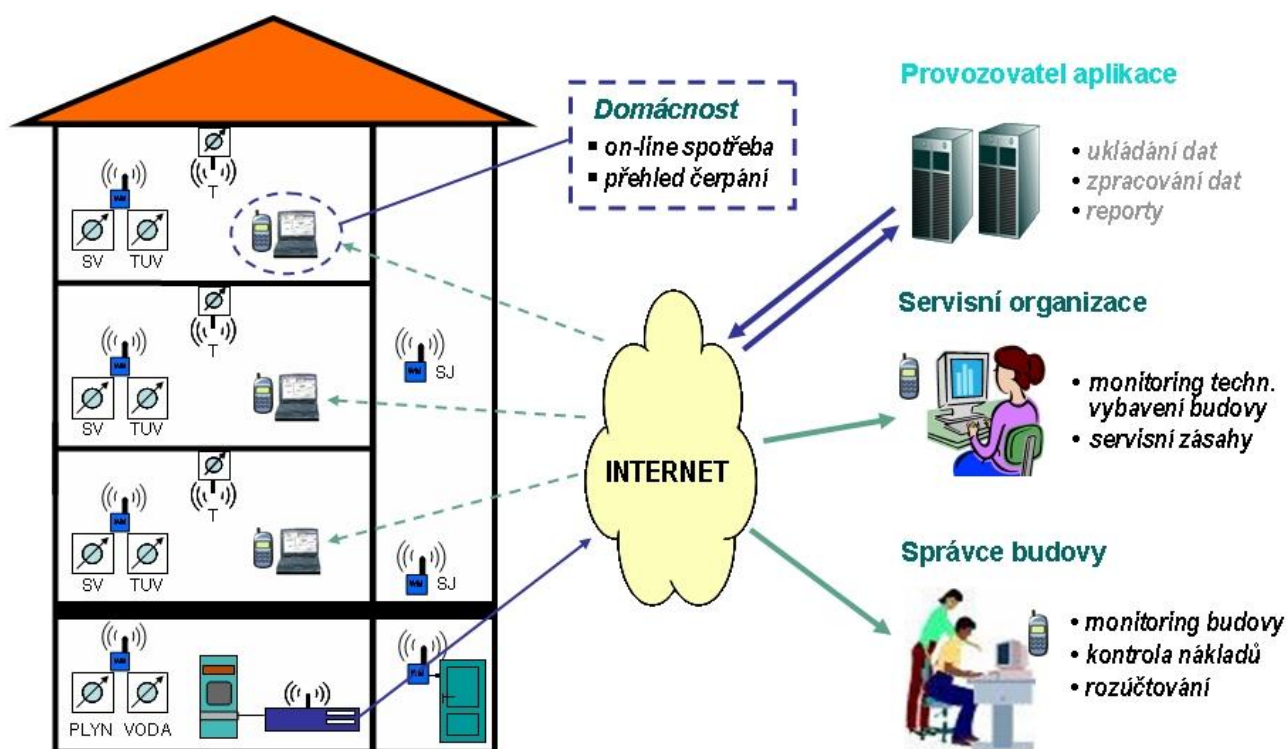 Domácnost
▪ on-line spotřeba
▪ přehled čerpání
Provozovatel aplikace
• ukládání dat
• zpracování dat
• reporty
Servisní organizace
• monitoring techn.
vybavení budovy
• servisní zásahy
Správce budovy
• monitoring budovy
• kontrola nákladů
• rozúčtování
INTERNET
T
SV TUV
T
SV TUV
SJ
T
SV TUV
SJ
PLYN VODA